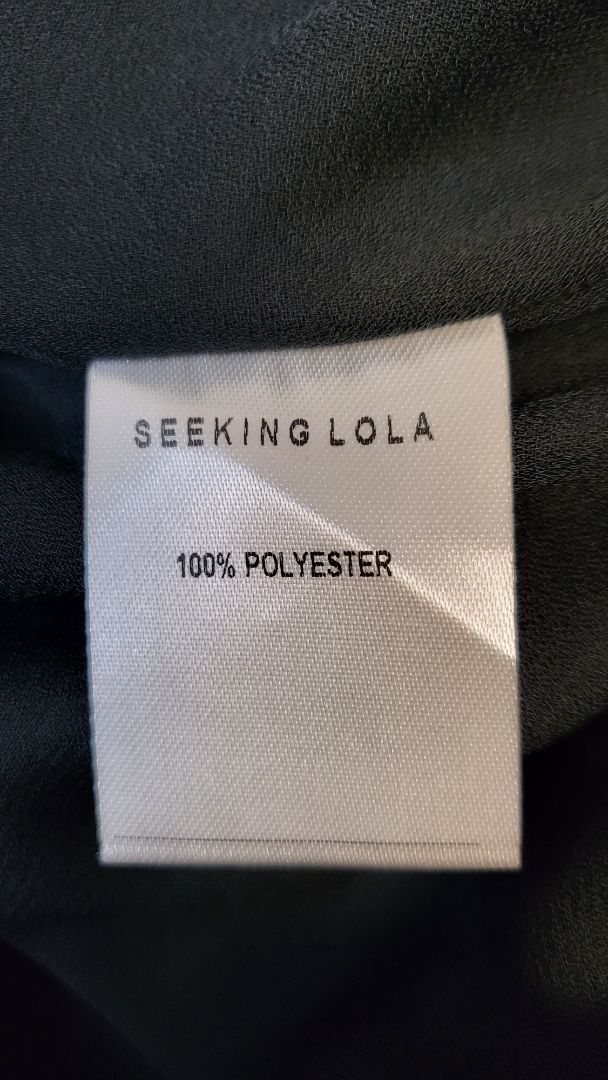 SEEKING LOLA
100% POLYESTER